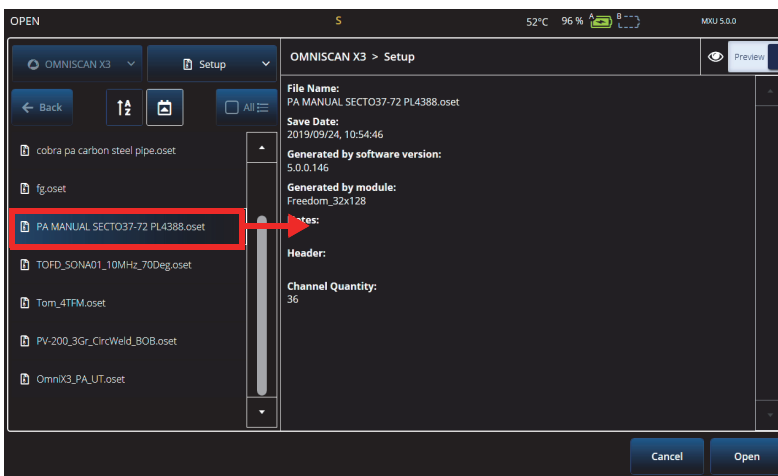 OPEN
S
52°C 96 % A B
MXU 5.0.0
OMNISCAN X3
Setup
Back
All
cobra pa carbon steel pipe.oset
fg.oset
PA MANUAL SECTO37-72 PL4388.oset
TOFD_SONA01_10MHz_70Deg.oset
Tom_4TFM.oset
PV-200_3Gr_CircWeld_BOB.oset
OmniX3_PA_UT.oset
OMNISCAN X3 > Setup
Preview
File Name:
PA MANUAL SECTO37-72 PL4388.oset
Save Date:
2019/09/24, 10:54:46
Generated by software version:
5.0.0.146
Generated by module:
Freedom_32x128
Header:
Channel Quantity:
36
Cancel
Open